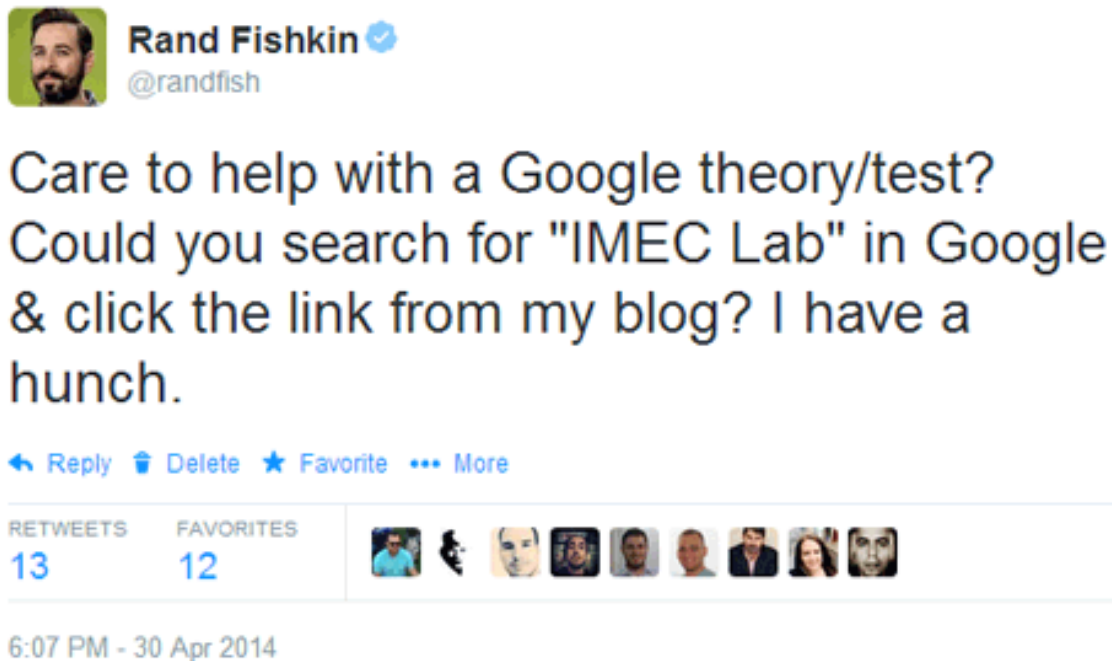 Rand Fishkin
@randfish
Care to help with a Google theory/test?
Could you search for "IMEC Lab" in Google
& click the link from my blog? I have a
hunch.
Reply Delete Favorite More
RETWEETS FAVORITES
13 12
6:07 PM - 30 Apr 2014